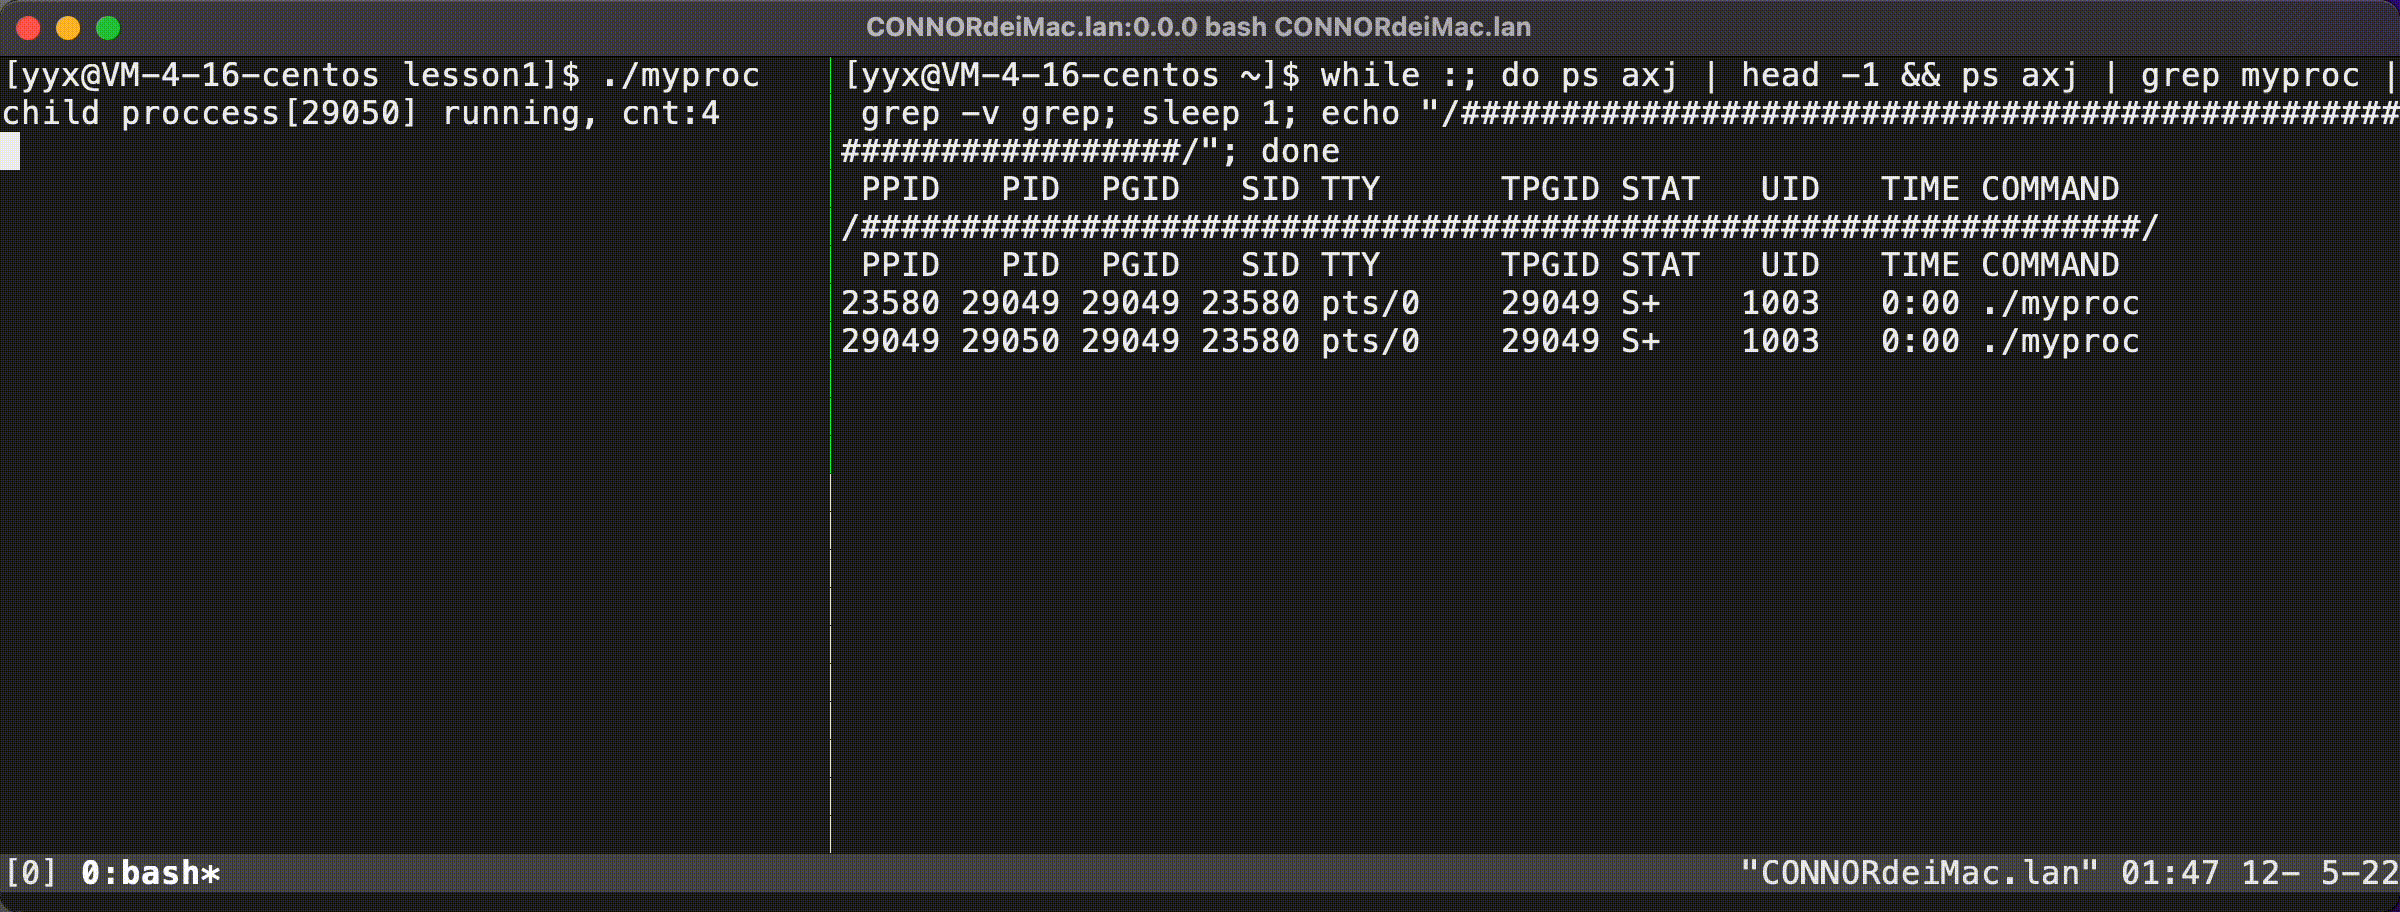 CONNORdeiMac.lan:0.0.0 bash CONNORdeiMac.lan
[yyx@VM-4-16-centos lesson1]$ ./myproc
child proccess[29050] running, cnt:4
[yyx@VM-4-16-centos ~]$ while :; do ps axj | head -1 && ps axj | grep myproc |
 grep -v grep; sleep 1; echo "/###############################################
#################/"; done
 PPID   PID  PGID   SID TTY      TPGID STAT   UID   TIME COMMAND
/################################################################/
 PPID   PID  PGID   SID TTY      TPGID STAT   UID   TIME COMMAND
23580 29049 29049 23580 pts/0    29049 S+    1003   0:00 ./myproc
29049 29050 29049 23580 pts/0    29049 S+    1003   0:00 ./myproc
[0] 0:bash* "CONNORdeiMac.lan" 01:47 12- 5-22